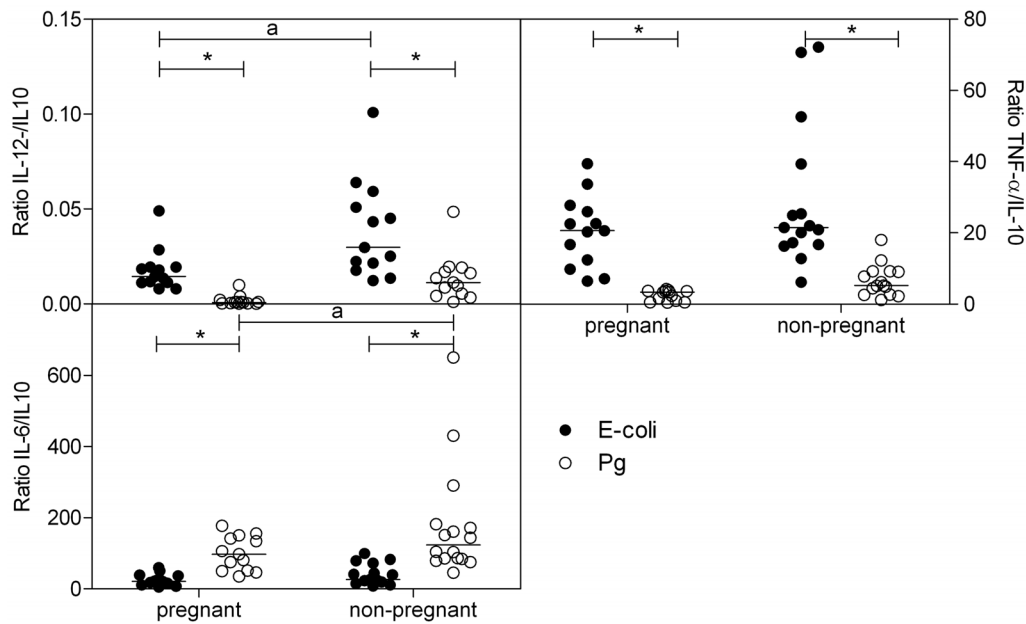 0.15
0.10
0.05
0.00
Ratio IL-12-/IL10
a
*
*
*
*
80
60
40
20
0
Ratio TNF-α/IL-10
pregnant
non-pregnant
a
*
*
600
400
200
0
Ratio IL-6/IL10
pregnant
non-pregnant
E-coli
Pg